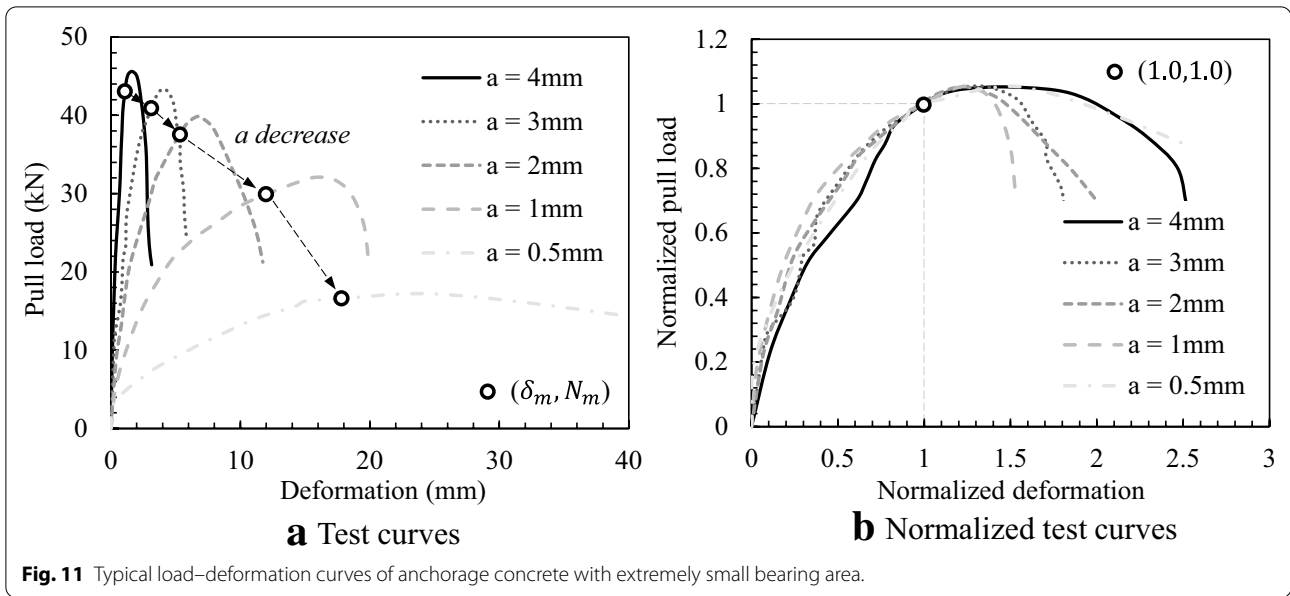 50
40
30
20
10
0
Pull load (kN)
0 10 20 30 40
Deformation (mm)
a = 4mm
a = 3mm
a = 2mm
a = 1mm
a = 0.5mm
a decrease
(δₘ, Nₘ)
a Test curves
1.2
1
0.8
0.6
0.4
0.2
0
Normalized pull load
0 0.5 1 1.5 2 2.5 3
Normalized deformation
(1.0,1.0)
a = 4mm
a = 3mm
a = 2mm
a = 1mm
a = 0.5mm
b Normalized test curves
Fig. 11 Typical load–deformation curves of anchorage concrete with extremely small bearing area.